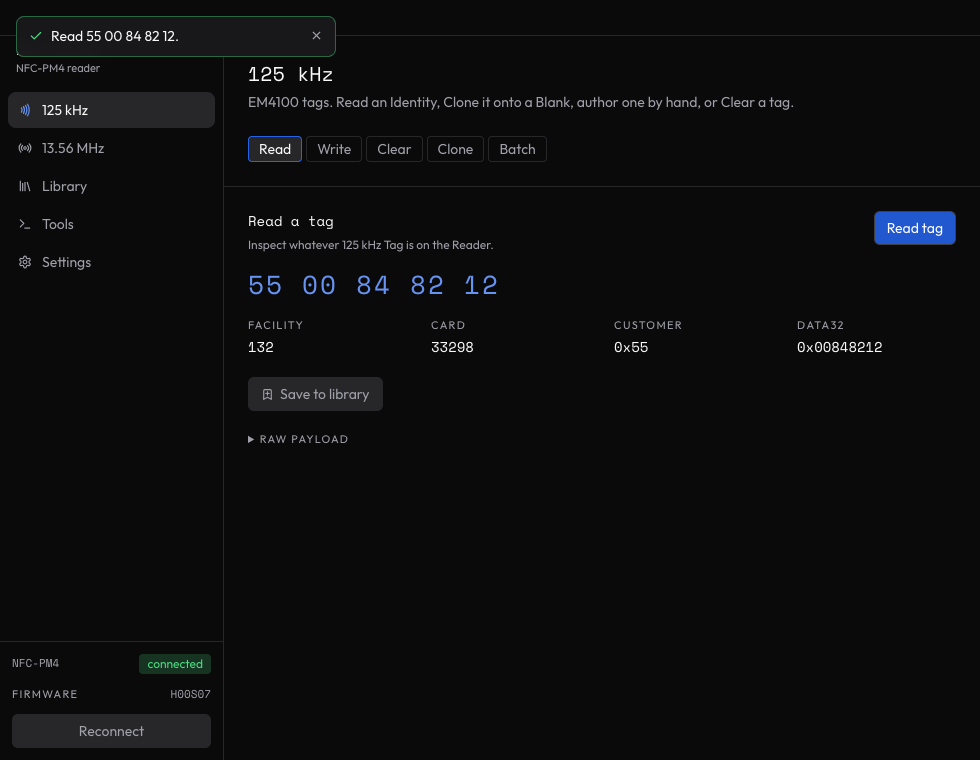 Read 55 00 84 82 12.
NFC-PM4 reader
125 kHz
13.56 MHz
Library
Tools
Settings
NFC-PM4
connected
FIRMWARE
H00S07
Reconnect
125 kHz
EM4100 tags. Read an Identity, Clone it onto a Blank, author one by hand, or Clear a tag.
Read
Write
Clear
Clone
Batch
Read a tag
Inspect whatever 125 kHz Tag is on the Reader.
Read tag
55 00 84 82 12
FACILITY
132
CARD
33298
CUSTOMER
0x55
DATA32
0x00848212
Save to library
RAW PAYLOAD